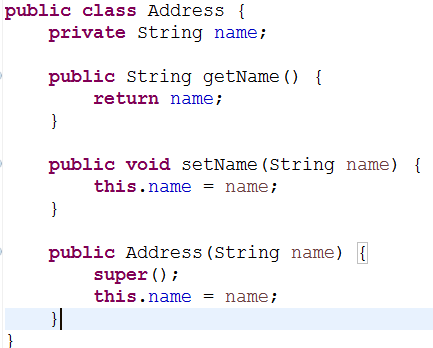 public class Address {
    private String name;

    public String getName() {
        return name;
    }

    public void setName(String name) {
        this.name = name;
    }

    public Address(String name) {
        super();
        this.name = name;
    }
}